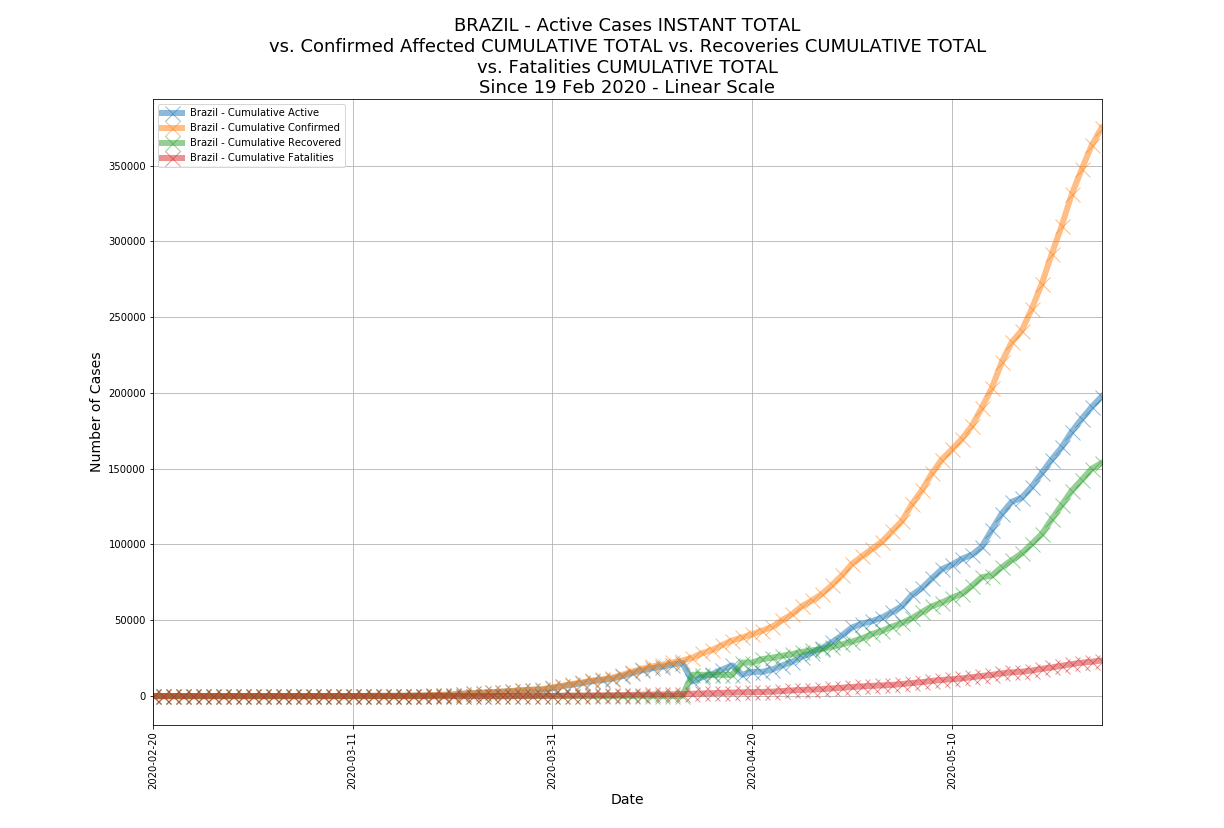 BRAZIL - Active Cases INSTANT TOTAL
vs. Confirmed Affected CUMULATIVE TOTAL vs. Recoveries CUMULATIVE TOTAL
vs. Fatalities CUMULATIVE TOTAL
Since 19 Feb 2020 - Linear Scale
Brazil - Cumulative Active
Brazil - Cumulative Confirmed
Brazil - Cumulative Recovered
Brazil - Cumulative Fatalities
350000
300000
250000
200000
150000
100000
50000
0
Number of Cases
2020-02-20
2020-03-11
2020-03-31
2020-04-20
2020-05-10
Date